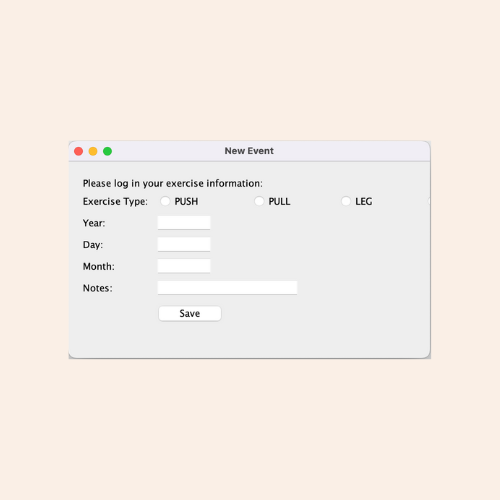 New Event
Please log in your exercise information:
Exercise Type: PUSH PULL LEG
Year:
Day:
Month:
Notes:
Save